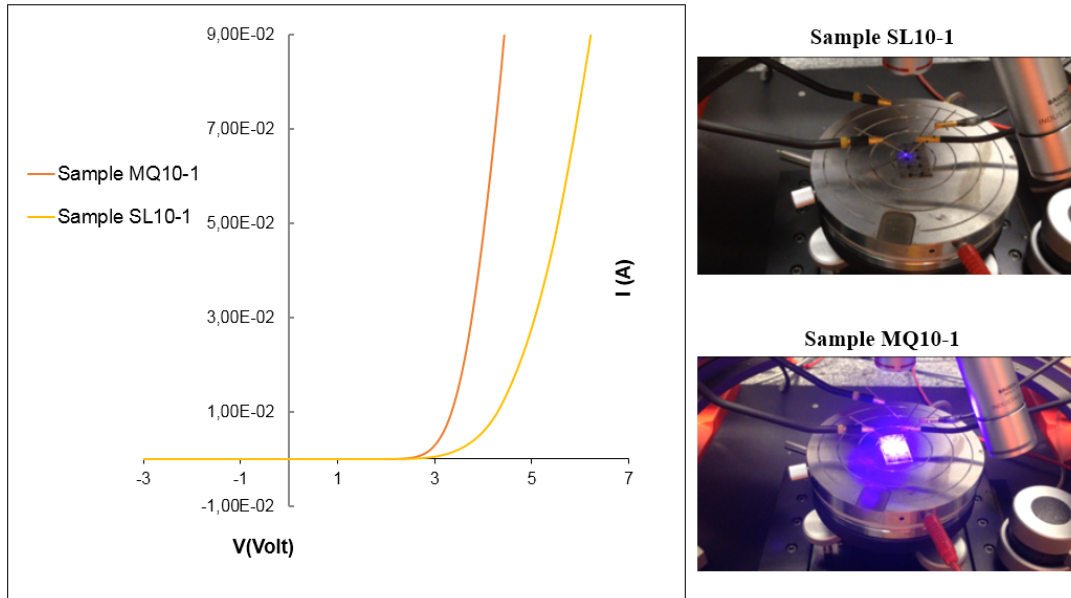 9,00E-02
7,00E-02
5,00E-02
3,00E-02
1,00E-02
-1,00E-02
-3
-1
1
3
5
7
V(Volt)
I (A)
Sample MQ10-1
Sample SL10-1
Sample SL10-1
Sample MQ10-1